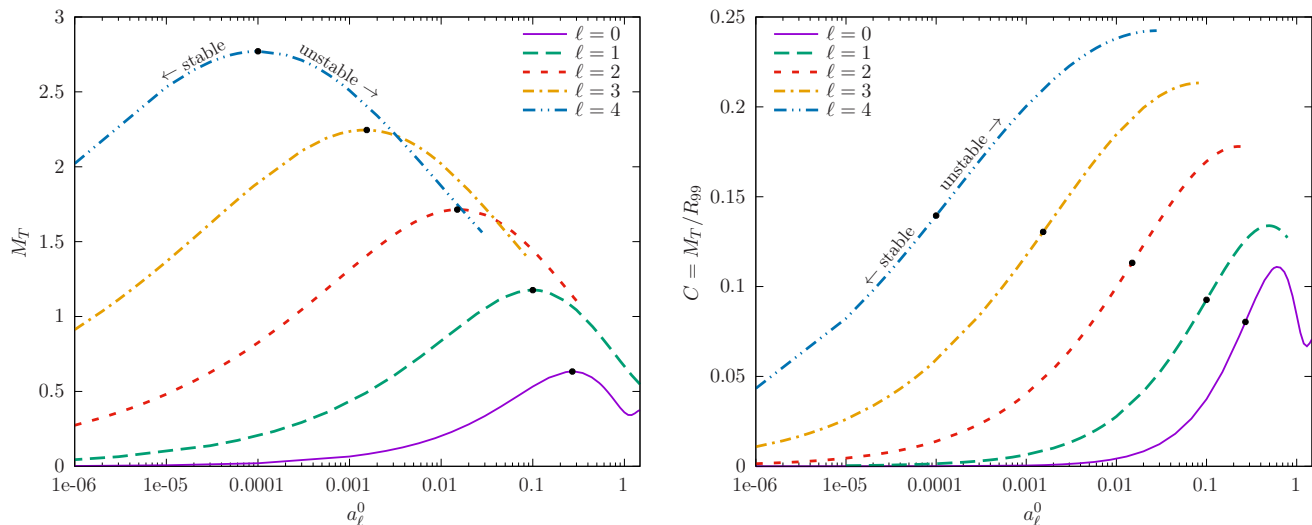 3
2.5
2
1.5
1
0.5
0
M_T
1e-06
1e-05
0.0001
0.001
0.01
0.1
1
a_ℓ^0
← stable
unstable →
ℓ = 0
ℓ = 1
ℓ = 2
ℓ = 3
ℓ = 4
0.25
0.2
0.15
0.1
0.05
0
C = M_T/R_99
1e-06
1e-05
0.0001
0.001
0.01
0.1
1
a_ℓ^0
← stable
unstable →
ℓ = 0
ℓ = 1
ℓ = 2
ℓ = 3
ℓ = 4